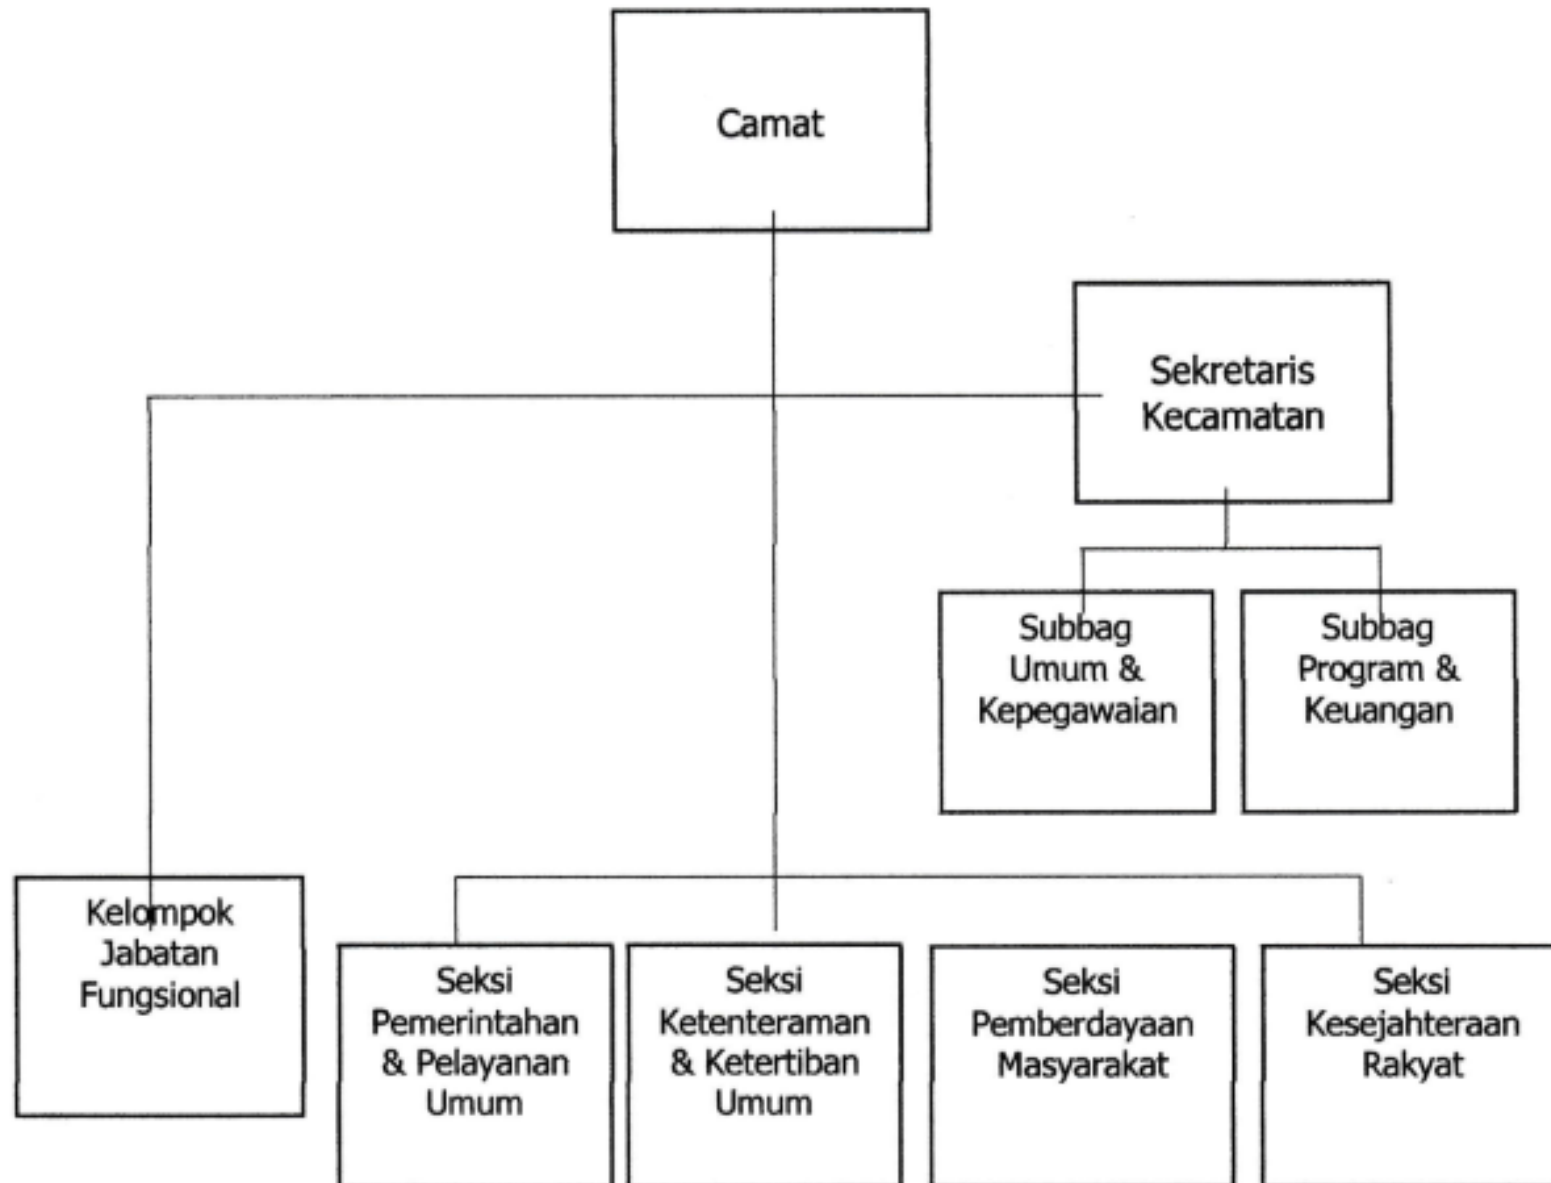 Camat
Sekretaris
Kecamatan
Subbag
Umum &
Kepegawaian
Subbag
Program &
Keuangan
Kelompok
Jabatan
Fungsional
Seksi
Pemerintahan
& Pelayanan
Umum
Seksi
Ketenteraman
& Ketertiban
Umum
Seksi
Pemberdayaan
Masyarakat
Seksi
Kesejahteraan
Rakyat